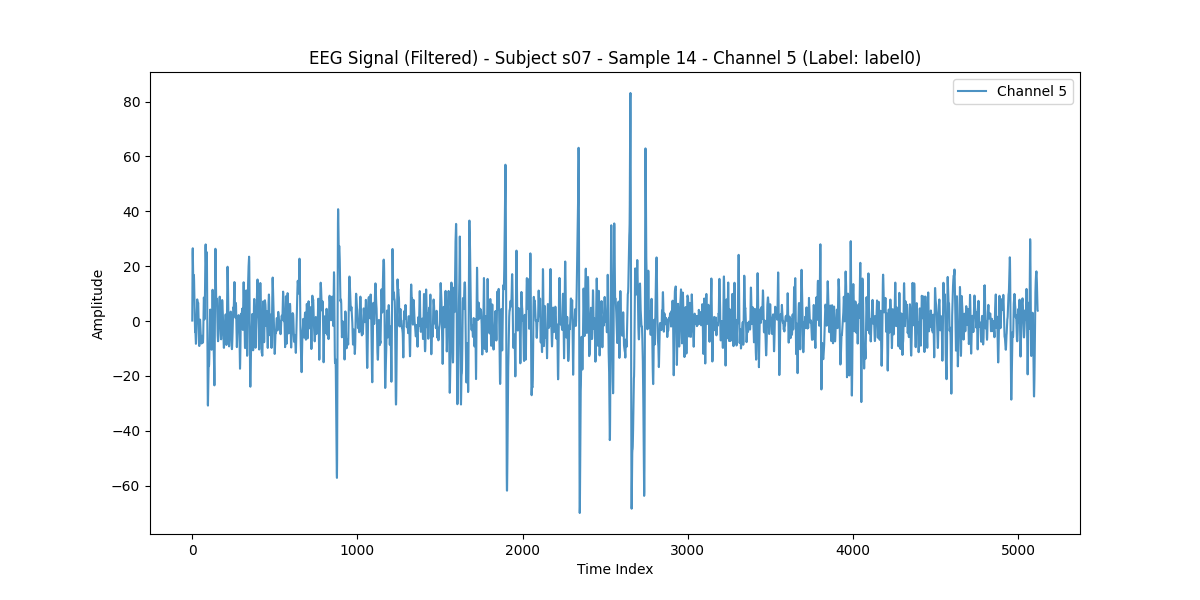 EEG Signal (Filtered) - Subject s07 - Sample 14 - Channel 5 (Label: label0)
Channel 5
80
60
40
20
0
−20
−40
−60
Amplitude
0 1000 2000 3000 4000 5000
Time Index